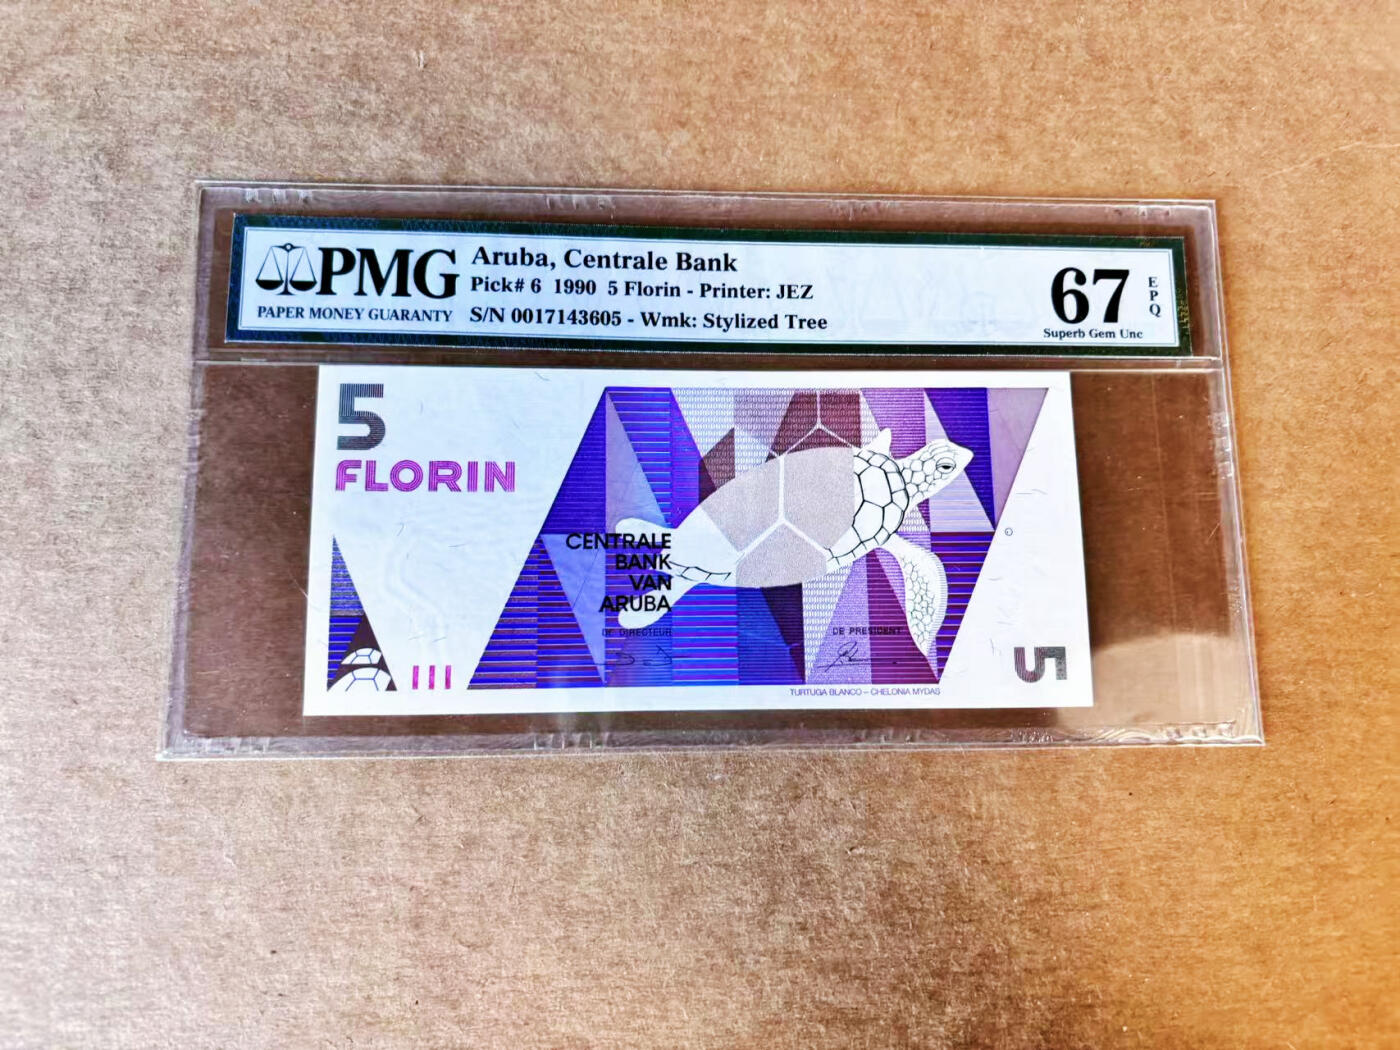 PMG
PAPER MONEY GUARANTY
Aruba, Centrale Bank
Pick# 6 1990 5 Florin - Printer: JEZ
S/N 0017143605 - Wmk: Stylized Tree
67
EPQ
Superb Gem Unc
5
FLORIN
CENTRALE
BANK
VAN
ARUBA
DE DIRECTEUR
DE PRESIDENT
©
TURTUGA BLANCO – CHELONIA MYDAS
5